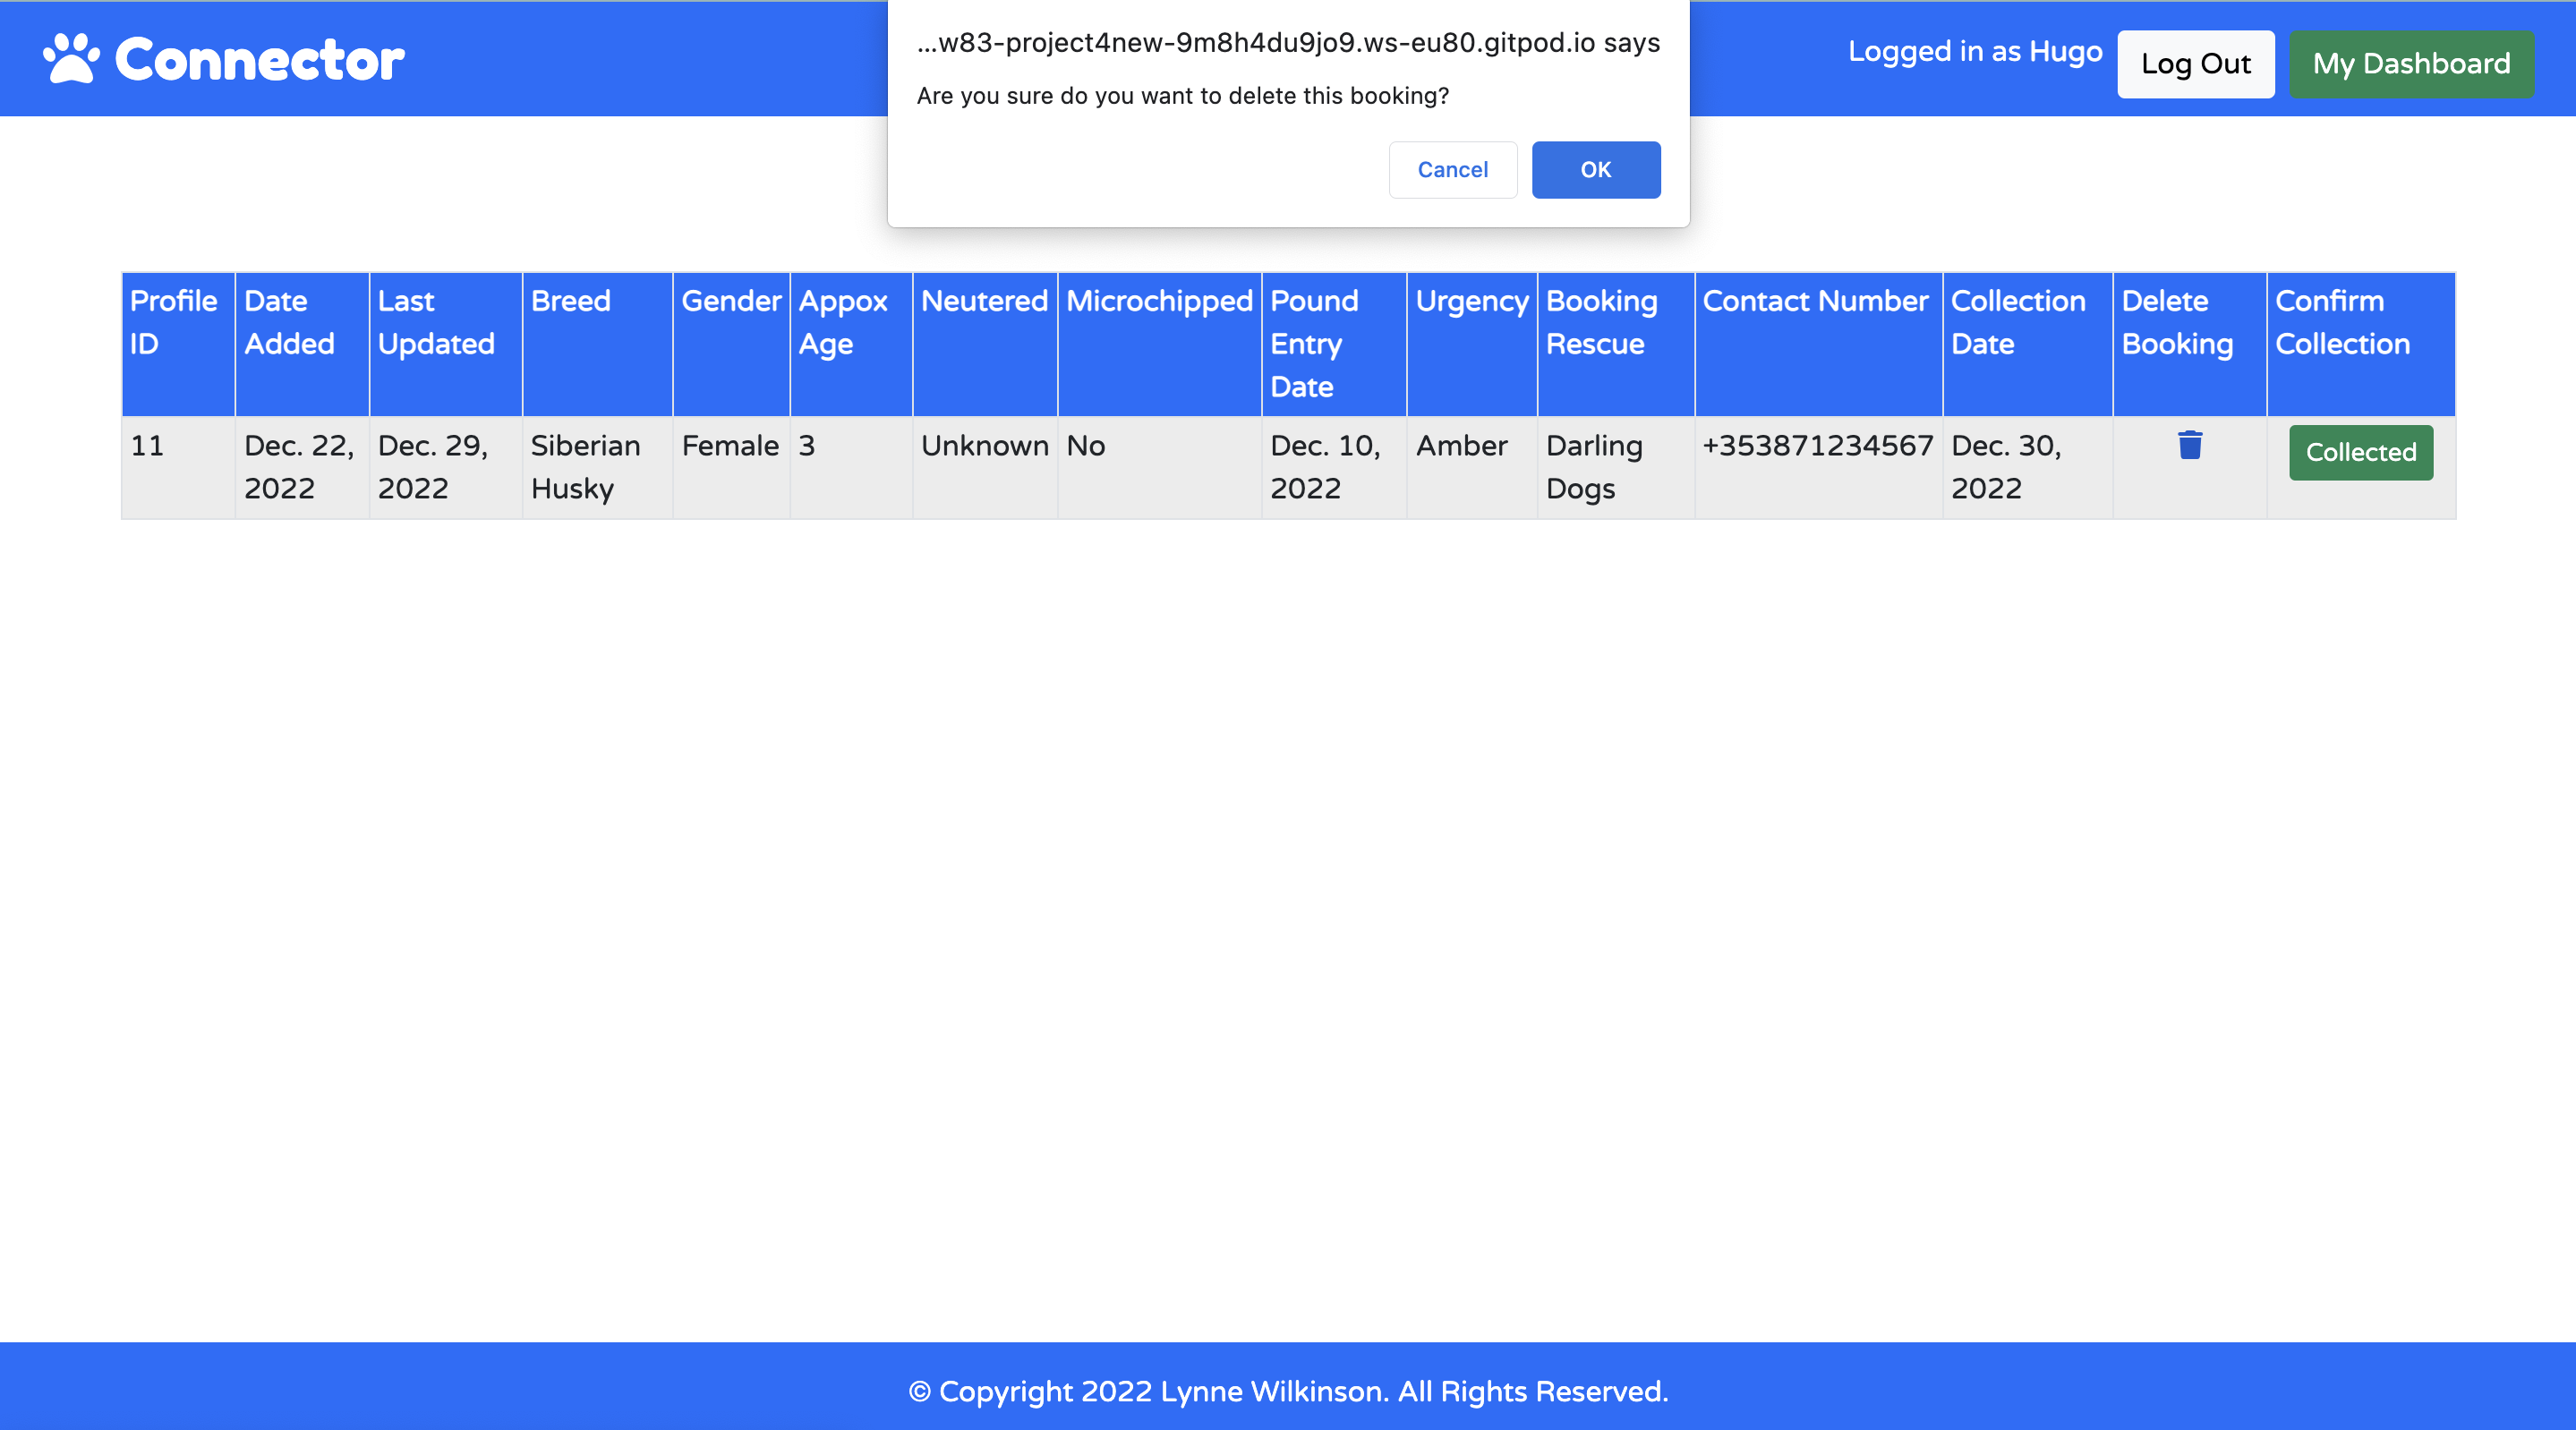 Connector
...w83-project4new-9m8h4du9jo9.ws-eu80.gitpod.io says
Are you sure do you want to delete this booking?
Cancel
OK
Logged in as Hugo
Log Out
My Dashboard
Profile
ID
Date
Added
Last
Updated
Breed
Gender
Appox
Age
Neutered
Microchipped
Pound
Entry
Date
Urgency
Booking
Rescue
Contact Number
Collection
Date
Delete
Booking
Confirm
Collection
11
Dec. 22,
2022
Dec. 29,
2022
Siberian
Husky
Female
3
Unknown
No
Dec. 10,
2022
Amber
Darling
Dogs
+353871234567
Dec. 30,
2022
Collected
© Copyright 2022 Lynne Wilkinson. All Rights Reserved.